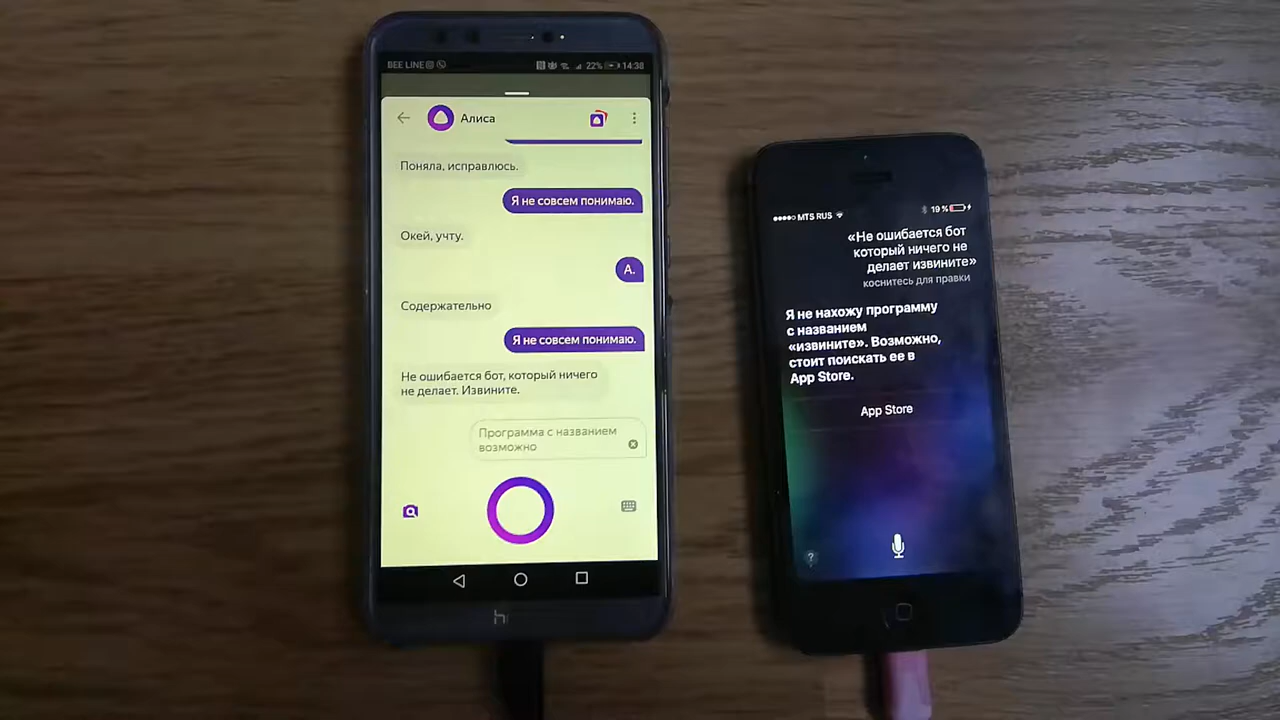 BEE LINE
22%
14:38
Алиса
Поняла, исправлюсь.
Я не совсем понимаю.
Окей, учту.
А.
Содержательно
Я не совсем понимаю.
Не ошибается бот, который ничего
не делает. Извините.
Программа с названием
возможно
MTS RUS
19 %
«Не ошибается бот
который ничего не
делает извините»
коснитесь для правки
Я не нахожу программу
с названием
«извините». Возможно,
стоит поискать ее в
App Store.
App Store
?